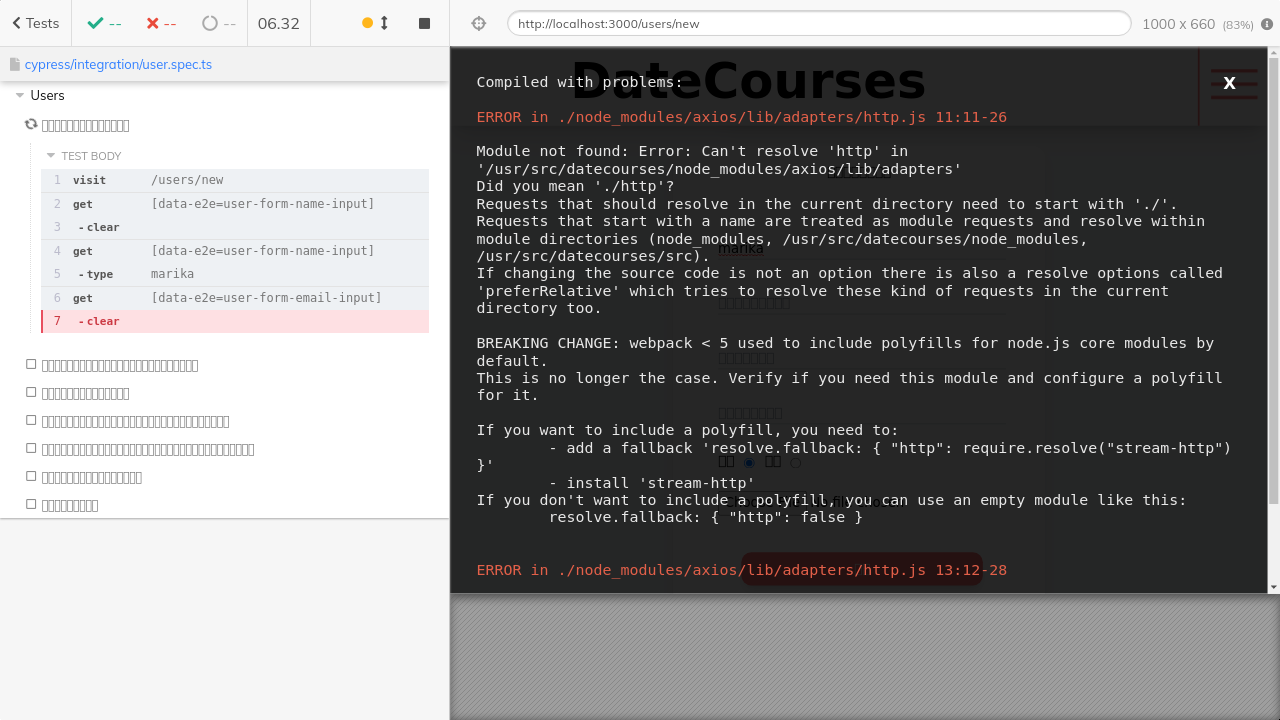 Tests
--
--
--
06.32
http://localhost:3000/users/new
1000 x 660 (83%)
cypress/integration/user.spec.ts
Users
TEST BODY
1 visit /users/new
2 get [data-e2e=user-form-name-input]
3 -clear
4 get [data-e2e=user-form-name-input]
5 -type marika
6 get [data-e2e=user-form-email-input]
7 -clear
DateCourses
Compiled with problems:
X
ERROR in ./node_modules/axios/lib/adapters/http.js 11:11-26
Module not found: Error: Can't resolve 'http' in
'/usr/src/datecourses/node_modules/axios/lib/adapters'
Did you mean './http'?
Requests that should resolve in the current directory need to start with './'.
Requests that start with a name are treated as module requests and resolve within
module directories (node_modules, /usr/src/datecourses/node_modules,
/usr/src/datecourses/src).
If changing the source code is not an option there is also a resolve options called
'preferRelative' which tries to resolve these kind of requests in the current
directory too.
BREAKING CHANGE: webpack < 5 used to include polyfills for node.js core modules by
default.
This is no longer the case. Verify if you need this module and configure a polyfill
for it.
If you want to include a polyfill, you need to:
- add a fallback 'resolve.fallback: { "http": require.resolve("stream-http")
}'
- install 'stream-http'
If you don't want to include a polyfill, you can use an empty module like this:
resolve.fallback: { "http": false }
ERROR in ./node_modules/axios/lib/adapters/http.js 13:12-28
marika